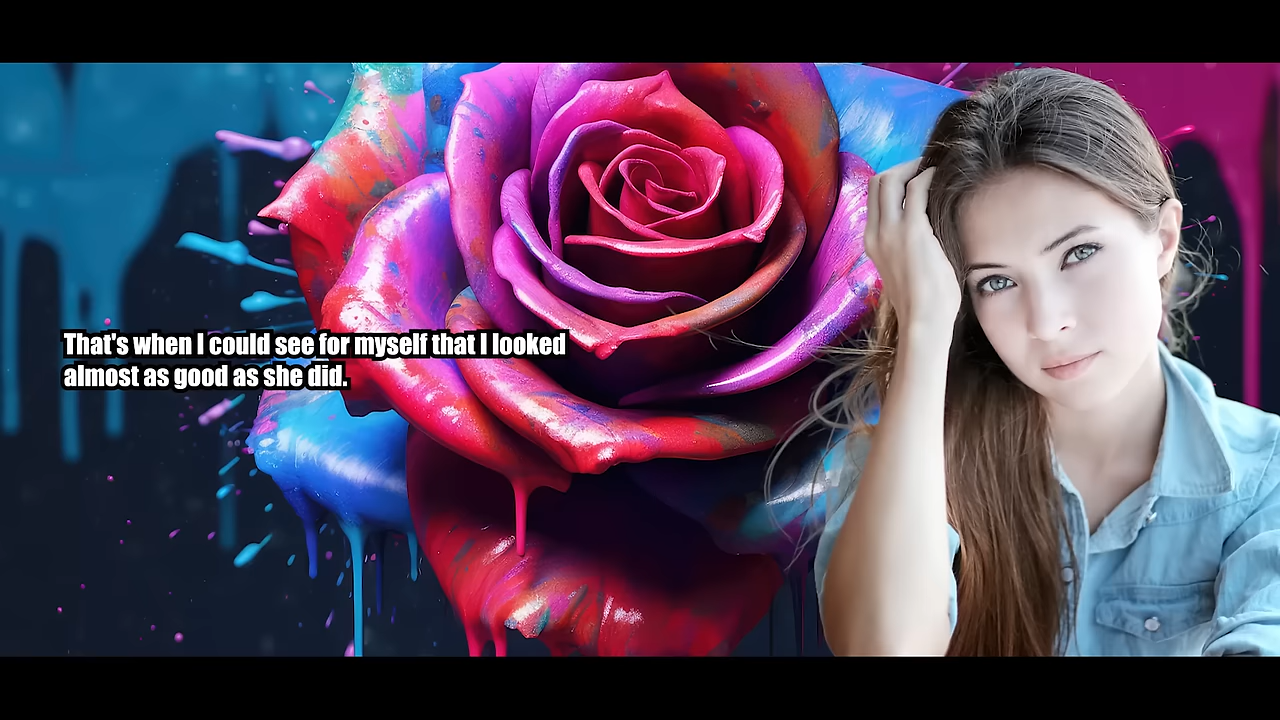 That's when I could see for myself that I looked
almost as good as she did.